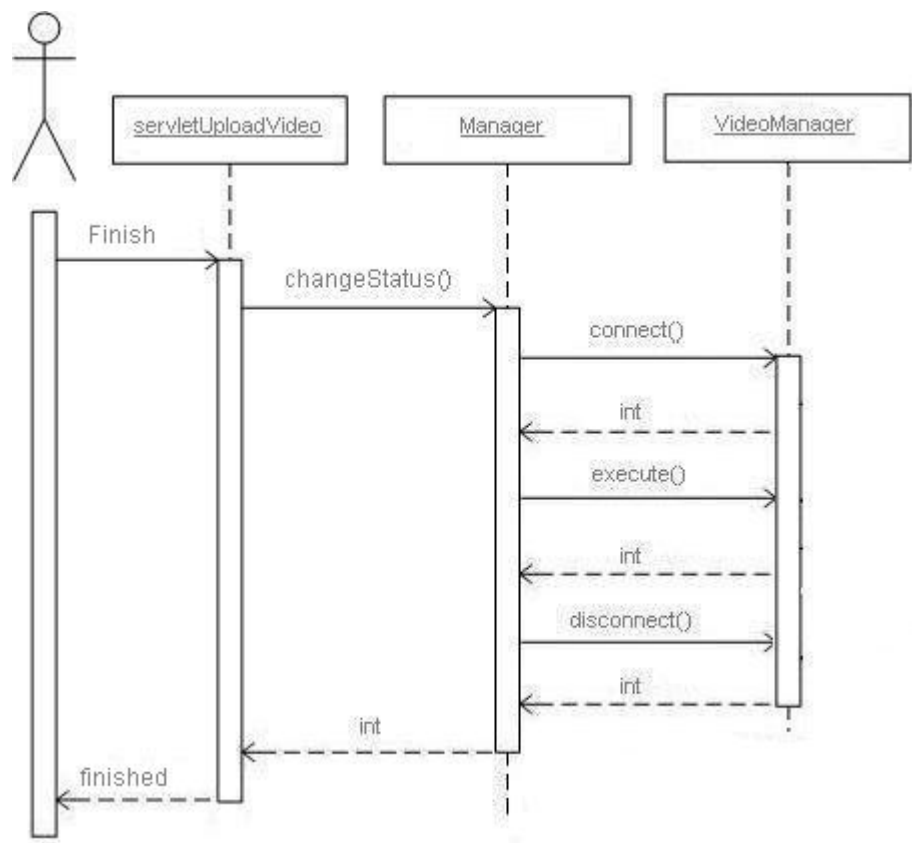 servletUploadVideo
Manager
VideoManager
Finish
changeStatus()
connect()
int
execute()
int
disconnect()
int
int
finished